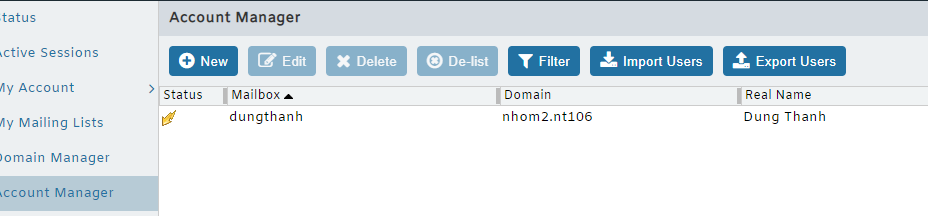 Status
Active Sessions
My Account
My Mailing Lists
Domain Manager
Account Manager
Account Manager
New Edit Delete De-list Filter Import Users Export Users
Status Mailbox Domain Real Name
dungthanh nhom2.nt106 Dung Thanh